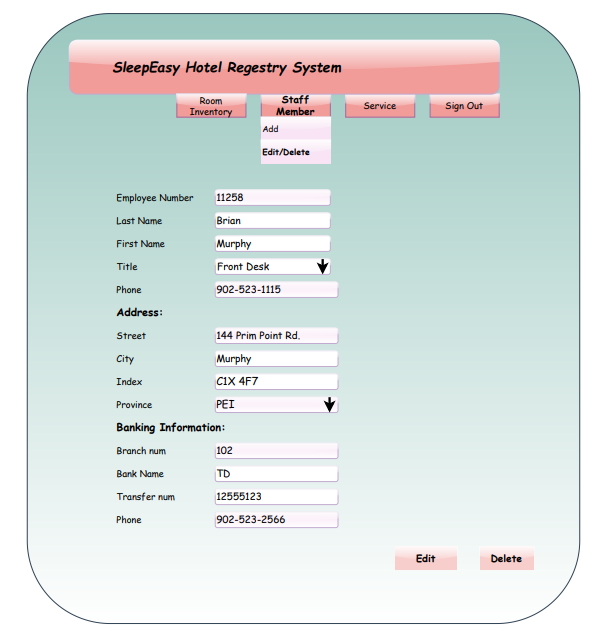 SleepEasy Hotel Regestry System
Room Inventory
Staff Member
Service
Sign Out
Add
Edit/Delete
Employee Number 11258
Last Name Brian
First Name Murphy
Title Front Desk
Phone 902-523-1115
Address:
Street 144 Prim Point Rd.
City Murphy
Index C1X 4F7
Province PEI
Banking Information:
Branch num 102
Bank Name TD
Transfer num 12555123
Phone 902-523-2566
Edit Delete